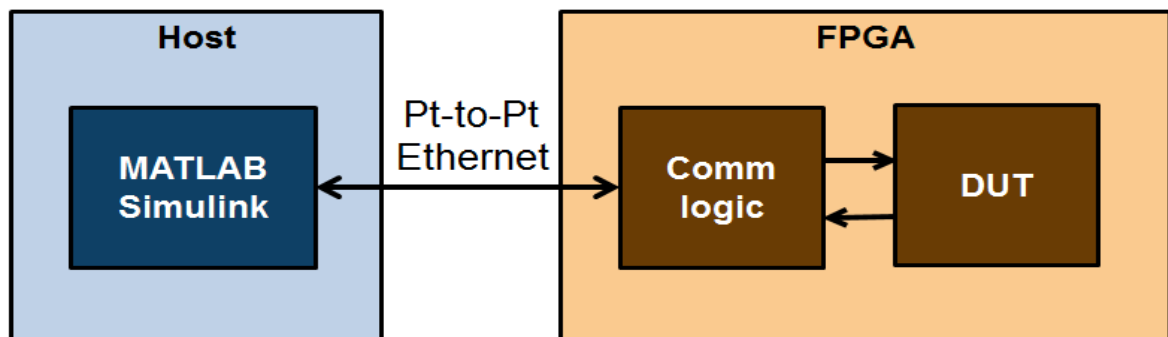 Host
FPGA
Pt-to-Pt
Ethernet
MATLAB
Simulink
Comm
logic
DUT